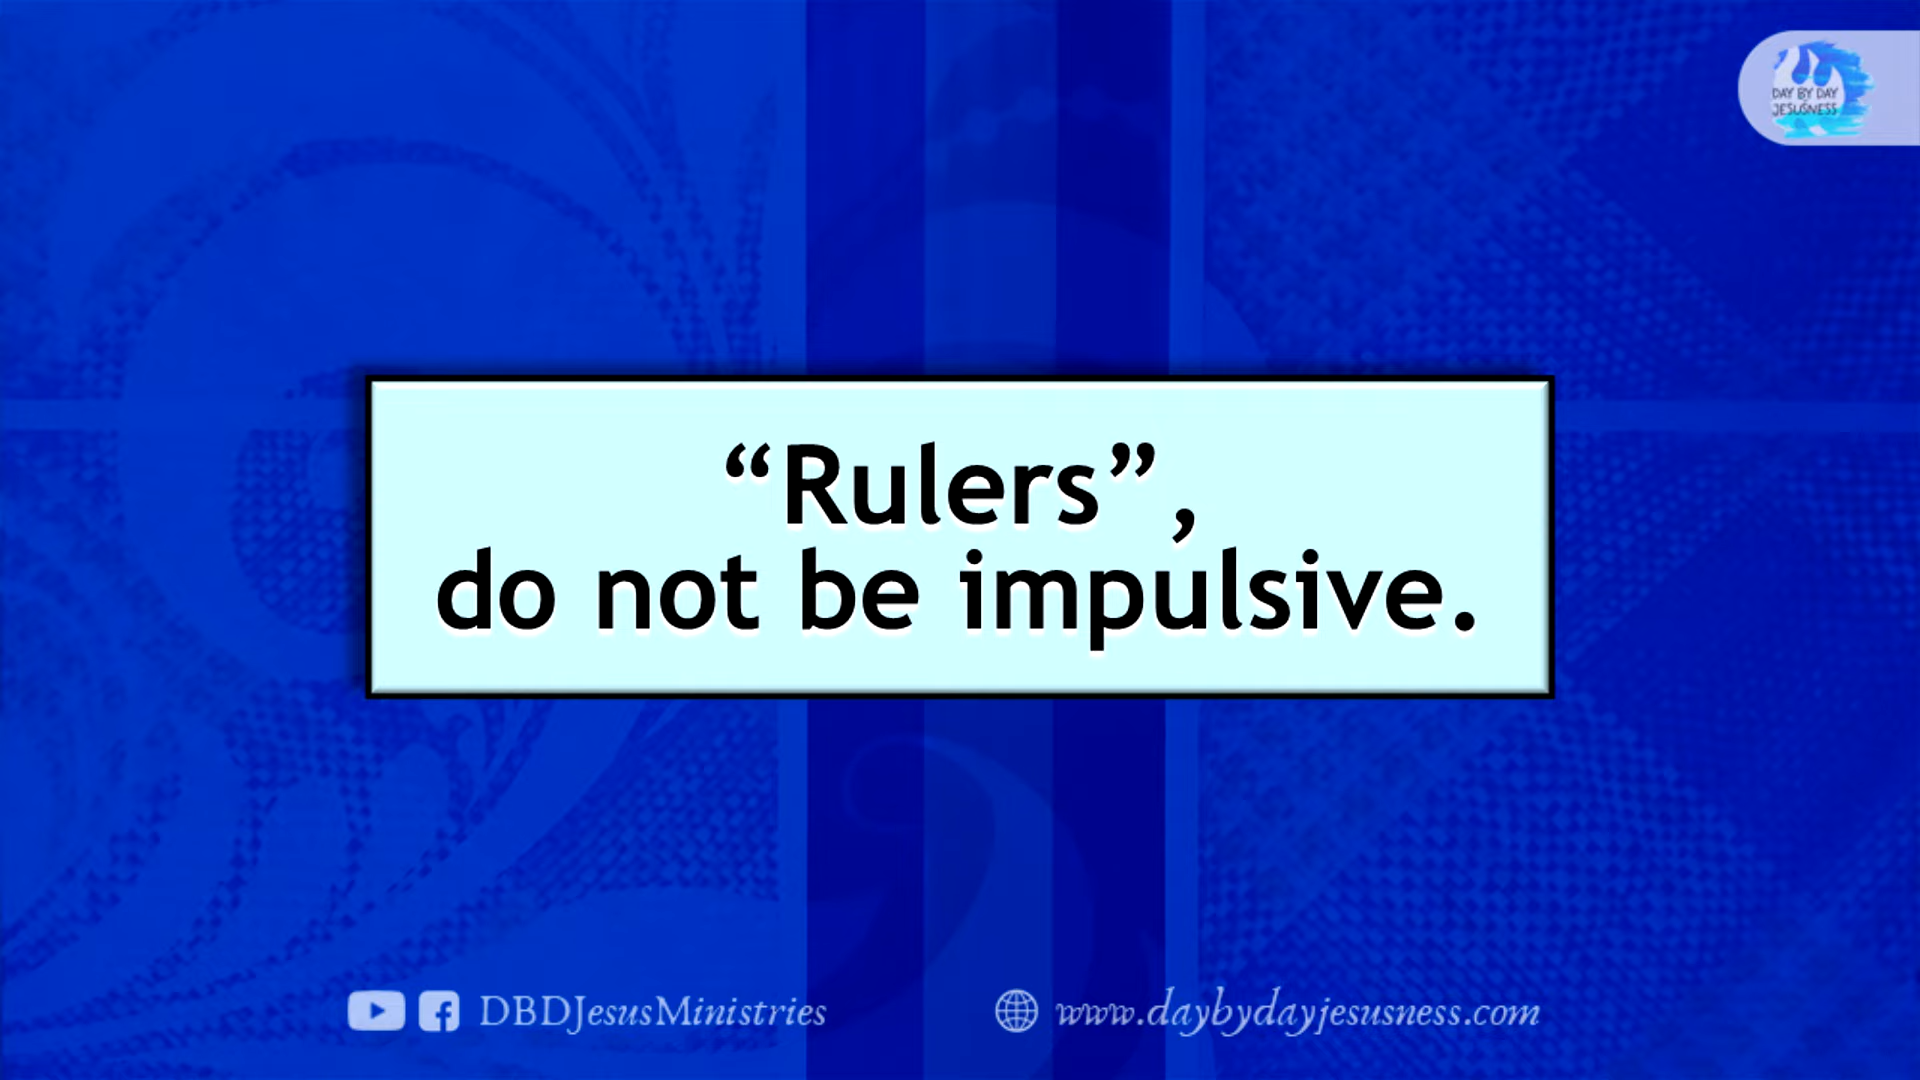 DAY BY DAY
JESUSNESS
“Rulers”,
do not be impulsive.
DBDJesusMinistries
www.daybydayjesusness.com